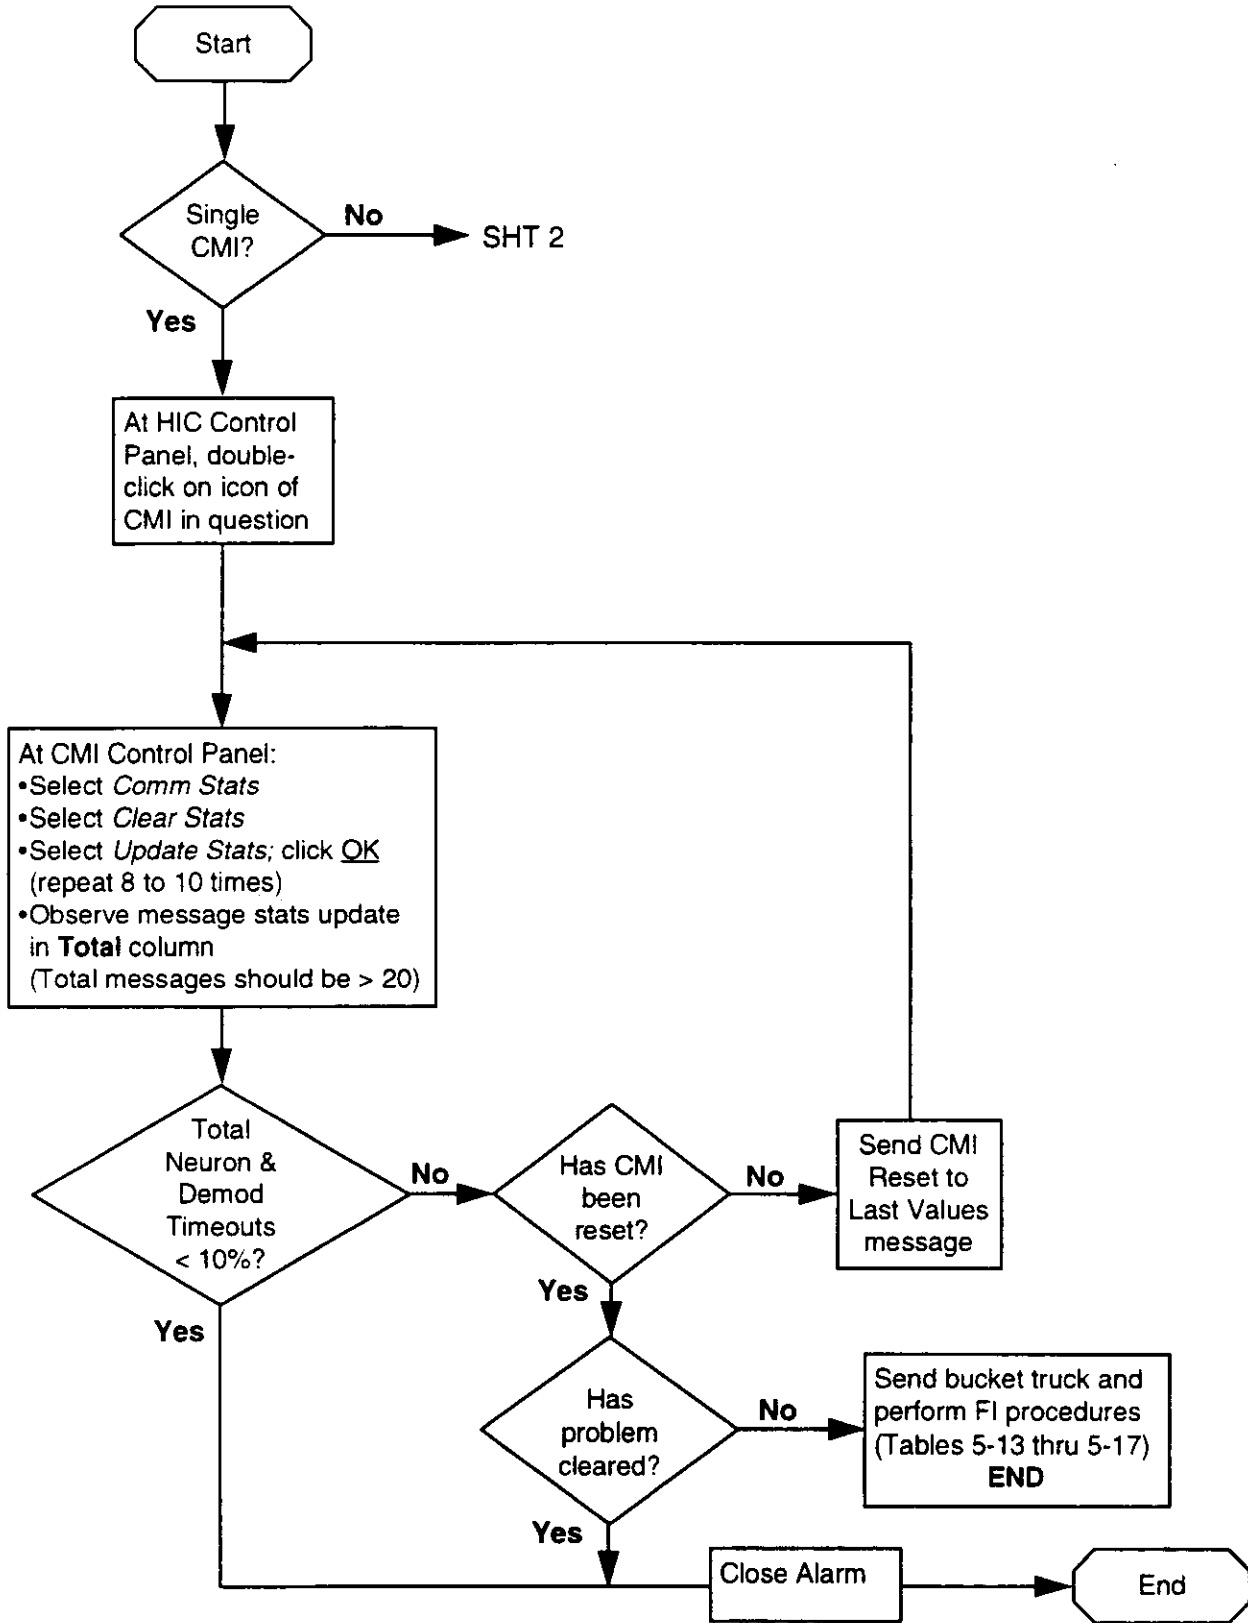 Start
Single
CMI?
No
SHT 2
Yes
At HIC Control
Panel, double-
click on icon of
CMI in question
At CMI Control Panel:
•Select Comm Stats
•Select Clear Stats
•Select Update Stats; click OK
(repeat 8 to 10 times)
•Observe message stats update
in Total column
(Total messages should be > 20)
Total
Neuron &
Demod
Timeouts
< 10%?
No
Has CMI
been
reset?
No
Send CMI
Reset to
Last Values
message
Yes
Yes
Has
problem
cleared?
No
Send bucket truck and
perform FI procedures
(Tables 5-13 thru 5-17)
END
Yes
Close Alarm
End